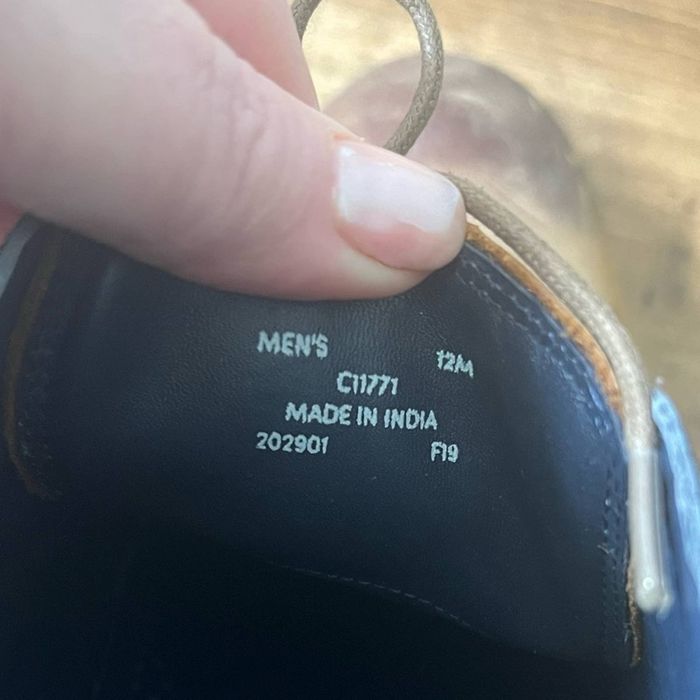 MEN'S 12M
C11771
MADE IN INDIA
202901 F19